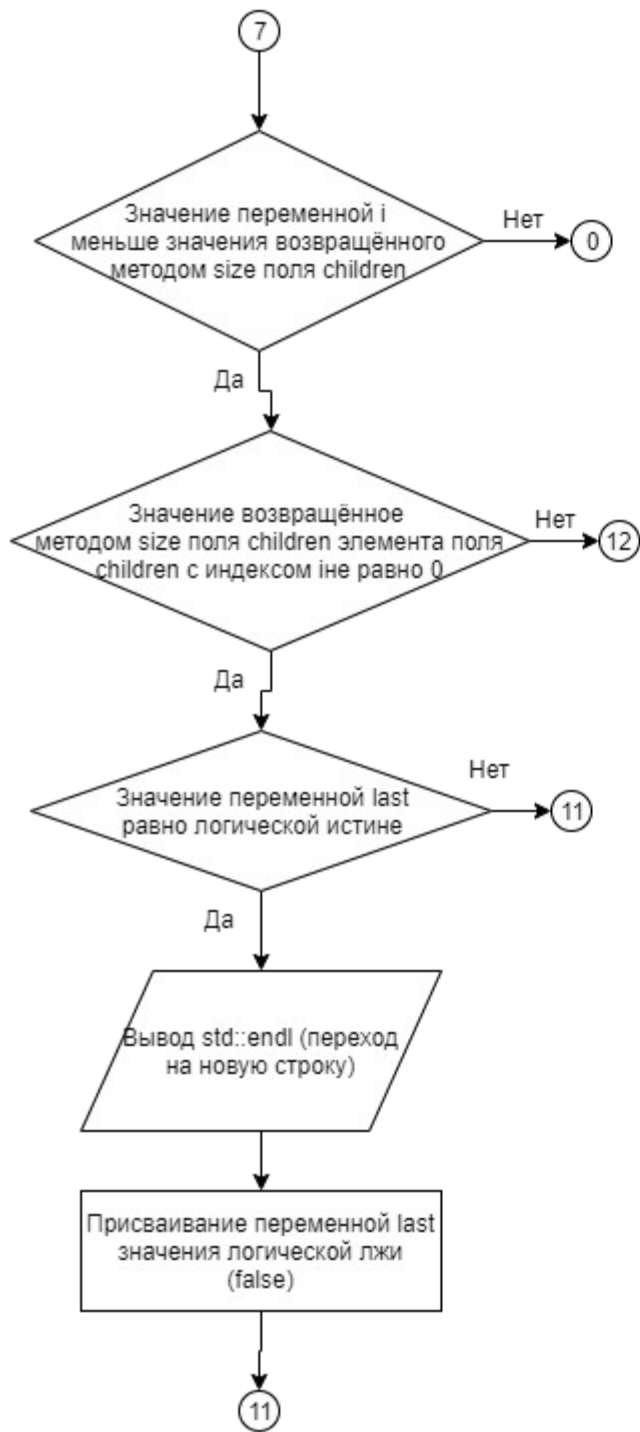 7
Значение переменной i
меньше значения возвращённого
методом size поля children
Нет
0
Да
Значение возвращённое
методом size поля children элемента поля
children с индексом iне равно 0
Нет
12
Да
Значение переменной last
равно логической истине
Нет
11
Да
Вывод std::endl (переход
на новую строку)
Присваивание переменной last
значения логической лжи
(false)
11